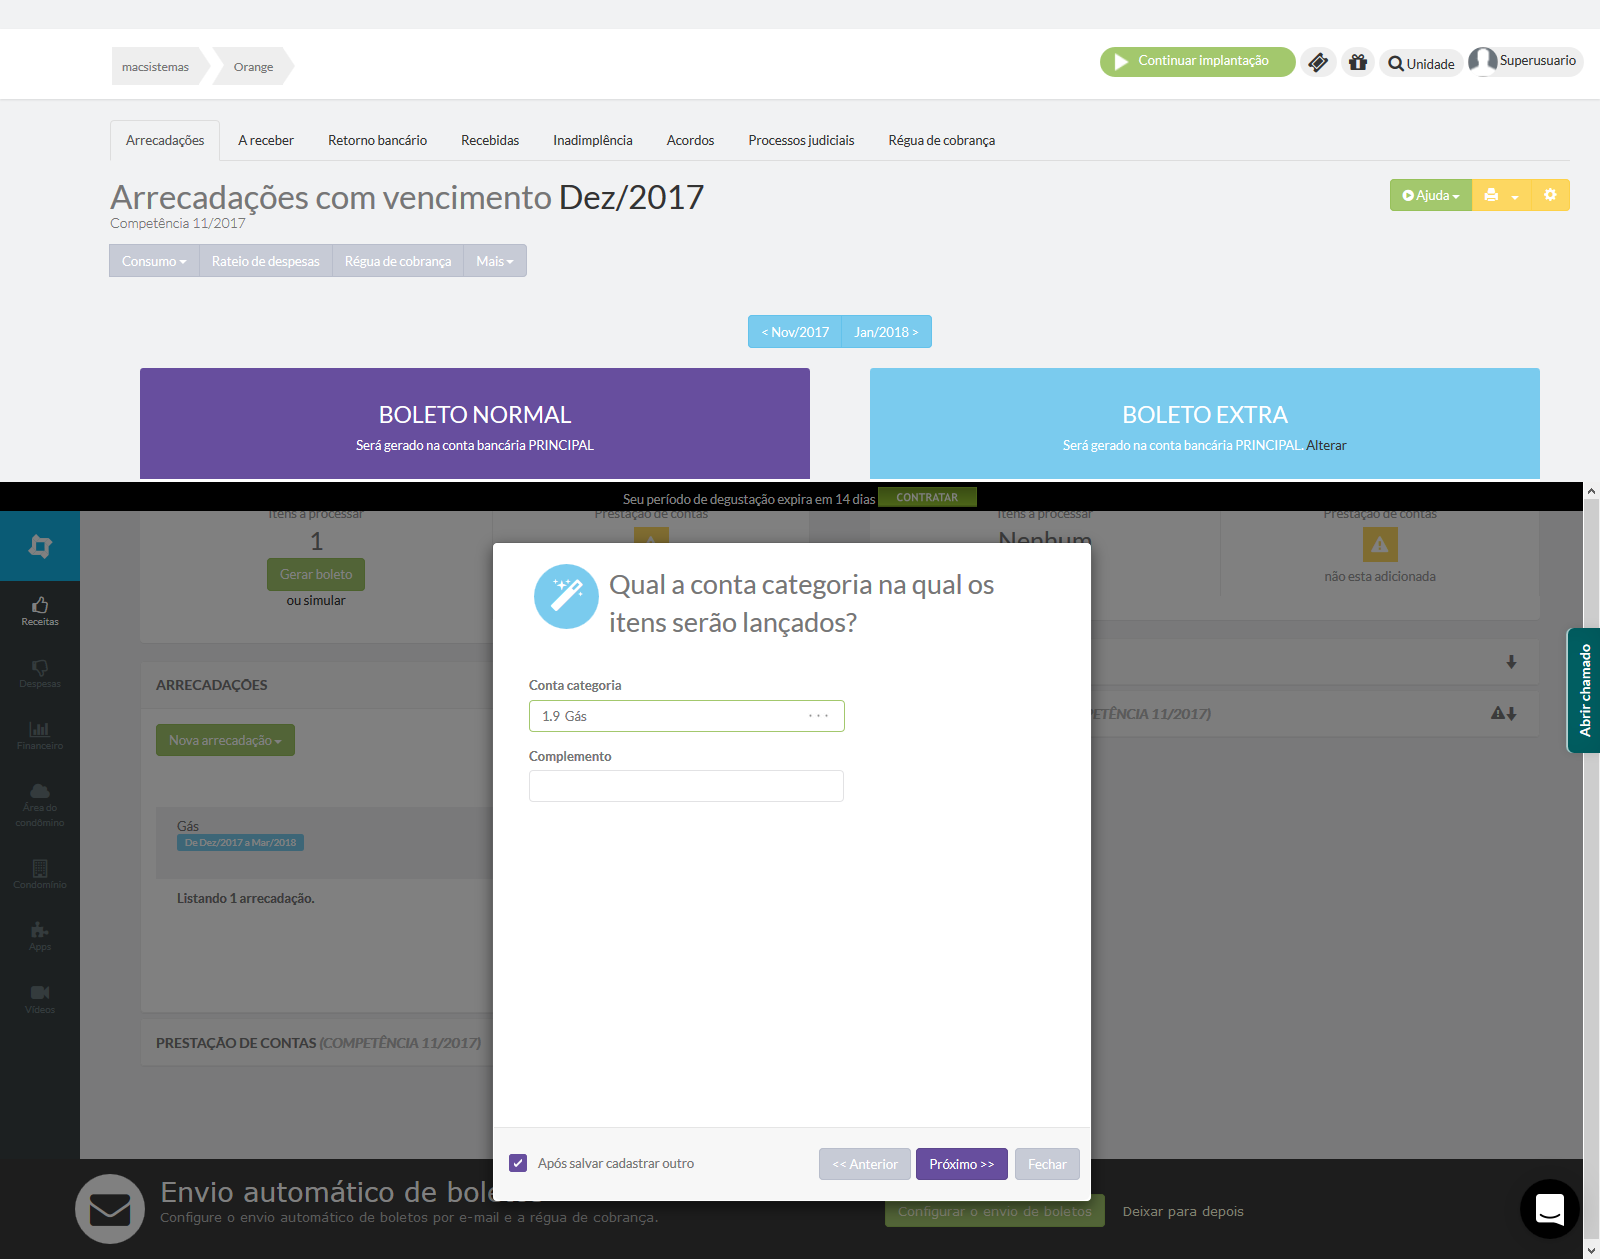 macsistemas
Orange
Continuar implantação
Unidade
Superusuario
Arrecadações
A receber
Retorno bancário
Recebidas
Inadimplência
Acordos
Processos judiciais
Régua de cobrança
Arrecadações com vencimento Dez/2017
Competência 11/2017
Ajuda
Consumo
Rateio de despesas
Régua de cobrança
Mais
< Nov/2017
Jan/2018 >
BOLETO NORMAL
Será gerado na conta bancária PRINCIPAL
BOLETO EXTRA
Será gerado na conta bancária PRINCIPAL. Alterar
Seu período de degustação expira em 14 dias CONTRATAR
Itens a processar
1
Gerar boleto
ou simular
Prestação de contas
Itens a processar
Nenhum
Prestação de contas
não esta adicionada
Receitas
Despesas
Financeiro
Área do
condômino
Condomínio
Apps
Vídeos
ARRECADAÇÕES
Nova arrecadação
Gás
De Dez/2017 a Mar/2018
Listando 1 arrecadação.
PRESTAÇÃO DE CONTAS (COMPETÊNCIA 11/2017)
11/2017)
Qual a conta categoria na qual os
itens serão lançados?
Conta categoria
1.9 Gás
...
Complemento
Após salvar cadastrar outro
<< Anterior
Próximo >>
Fechar
Abrir chamado
Envio automático de
Configure o envio automático de boletos por e-mail e a régua de cobrança.
Configurar o envio de boletos
Deixar para depois